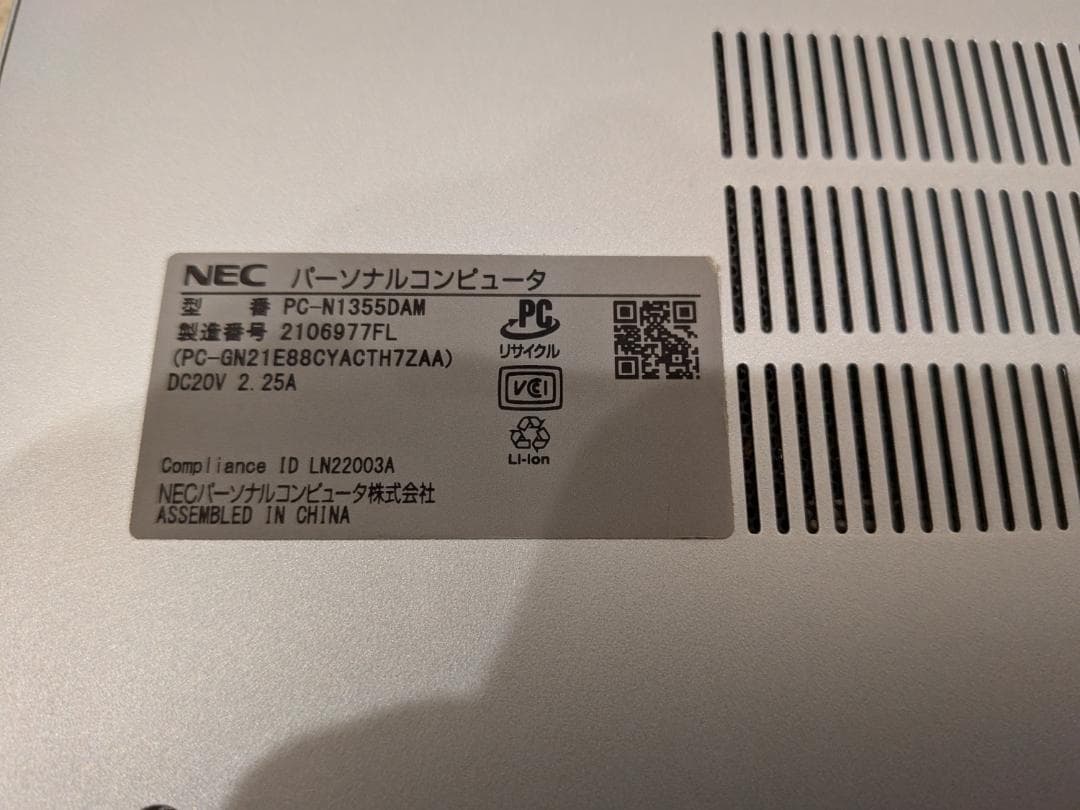 NEC パーソナルコンピュータ
型 番 PC-N1355DAM
製造番号 2106977FL
(PC-GN21E88CYACTH7ZAA)
DC20V 2.25A
PC
リサイクル
VCI
Li-ion
Compliance ID LN22003A
NECパーソナルコンピュータ株式会社
ASSEMBLED IN CHINA